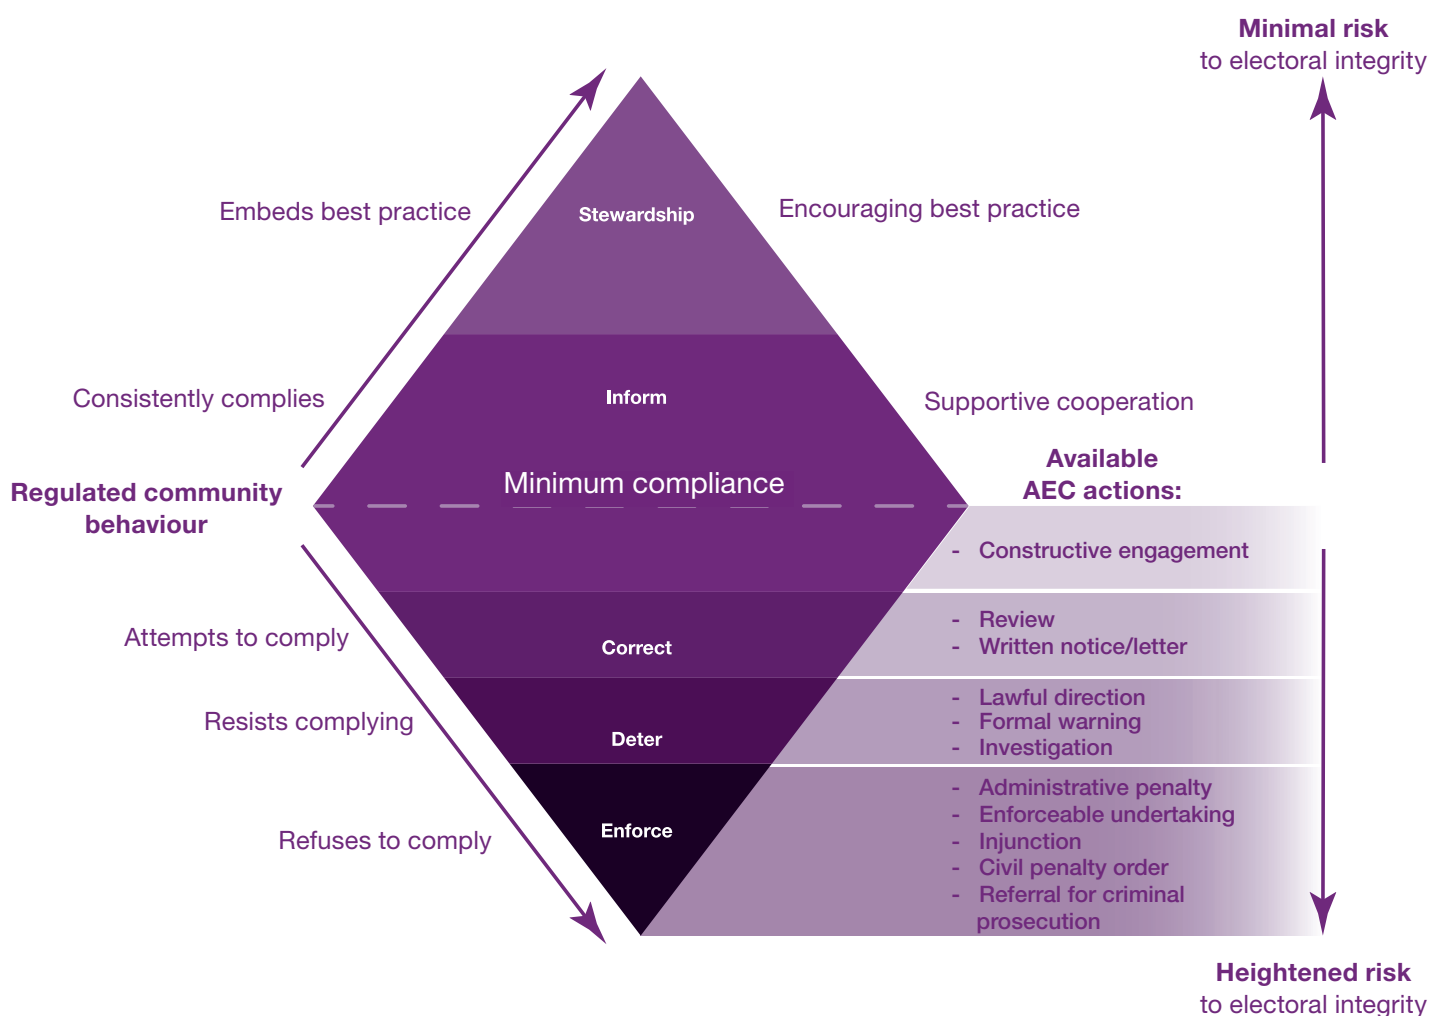 Minimal risk
to electoral integrity
Embeds best practice
Stewardship
Encouraging best practice
Consistently complies
Inform
Supportive cooperation
Regulated community
behaviour
Minimum compliance
Available
AEC actions:
- Constructive engagement
Attempts to comply
Correct
- Review
- Written notice/letter
Resists complying
Deter
- Lawful direction
- Formal warning
- Investigation
Refuses to comply
Enforce
- Administrative penalty
- Enforceable undertaking
- Injunction
- Civil penalty order
- Referral for criminal
prosecution
Heightened risk
to electoral integrity